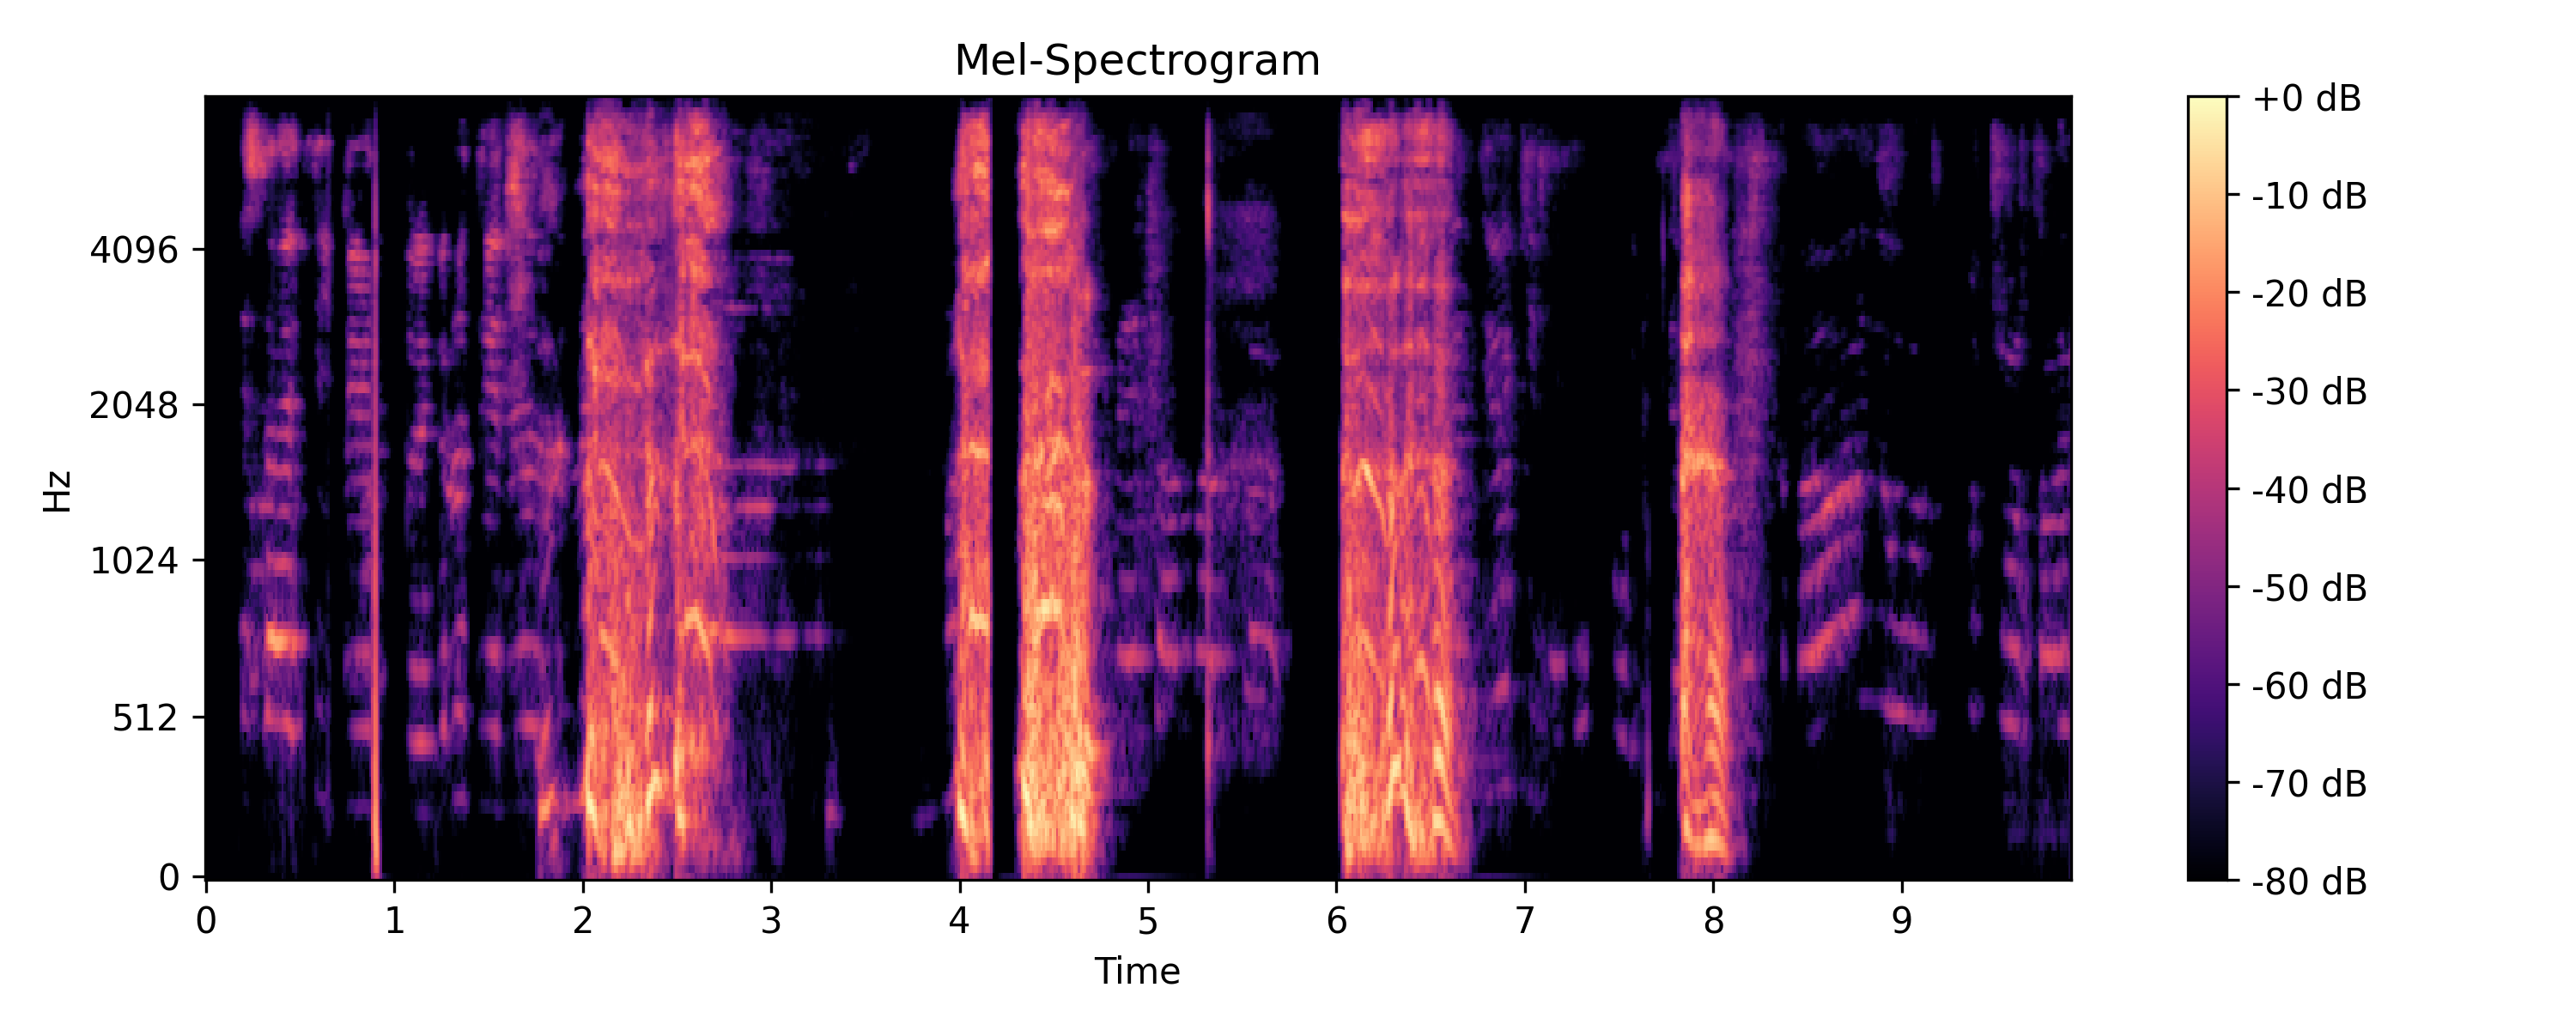 Mel-Spectrogram
+0 dB
-10 dB
-20 dB
-30 dB
-40 dB
-50 dB
-60 dB
-70 dB
-80 dB
4096
2048
1024
512
0
Hz
0 1 2 3 4 5 6 7 8 9
Time